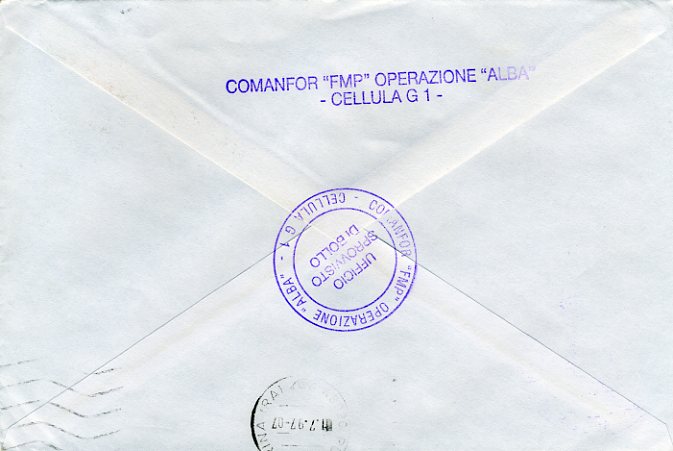 COMANFOR "FMP" OPERAZIONE "ALBA"
- CELLULA G 1 -
COMANFOR "FMP" OPERAZIONE "ALBA" - CELLULA G 1 -
UFFICIO
SPROVVISTO
DI BOLLO
.7.97-07